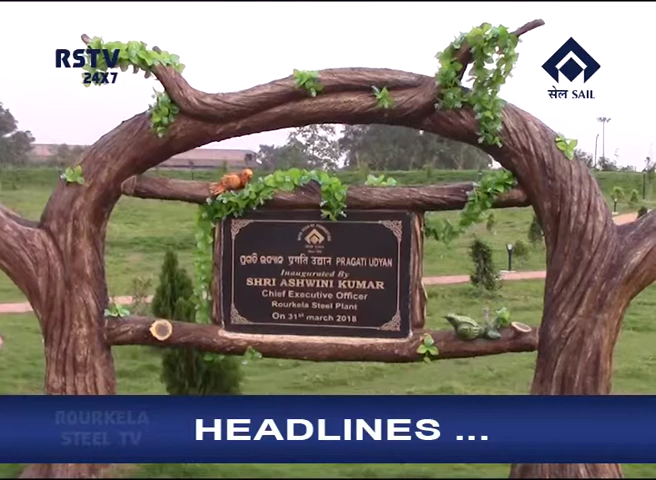 RSTV
24X7
सेल SAIL
ପ୍ରଗତି ଉଦ୍ୟାନ प्रगति उद्यान PRAGATI UDYAN
Inaugurated By
SHRI ASHWINI KUMAR
Chief Executive Officer
Rourkela Steel Plant
On 31st march 2018
ROURKELA
STEEL TV
HEADLINES ...